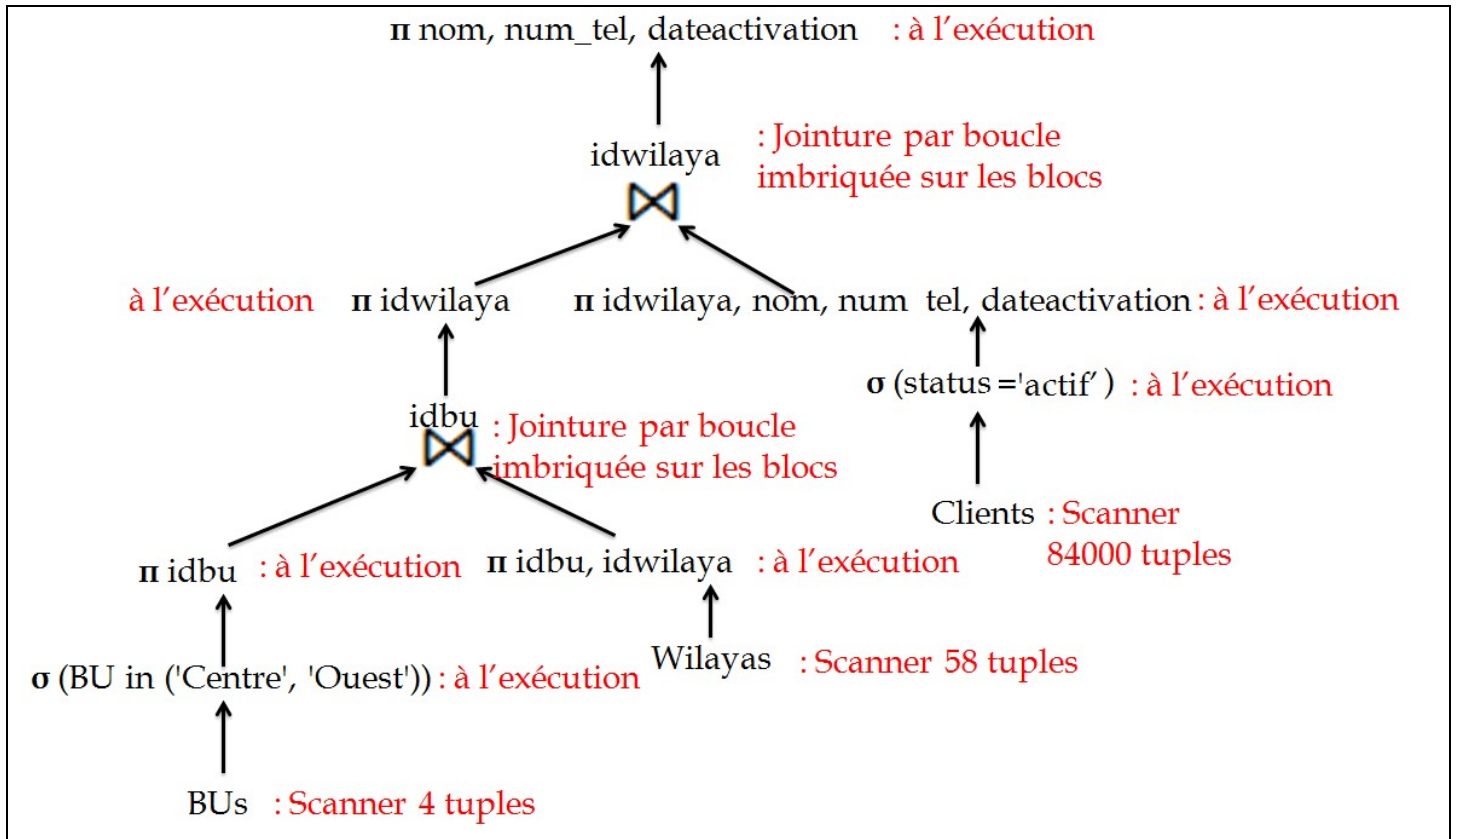 π nom, num_tel, dateactivation : à l'exécution
idwilaya : Jointure par boucle
imbriquée sur les blocs
à l'exécution π idwilaya π idwilaya, nom, num tel, dateactivation : à l'exécution
σ (status ='actif’ ) : à l'exécution
idbu : Jointure par boucle
imbriquée sur les blocs
Clients : Scanner
84000 tuples
π idbu : à l'exécution π idbu, idwilaya : à l'exécution
Wilayas : Scanner 58 tuples
σ (BU in ('Centre', 'Ouest')) : à l'exécution
BUs : Scanner 4 tuples